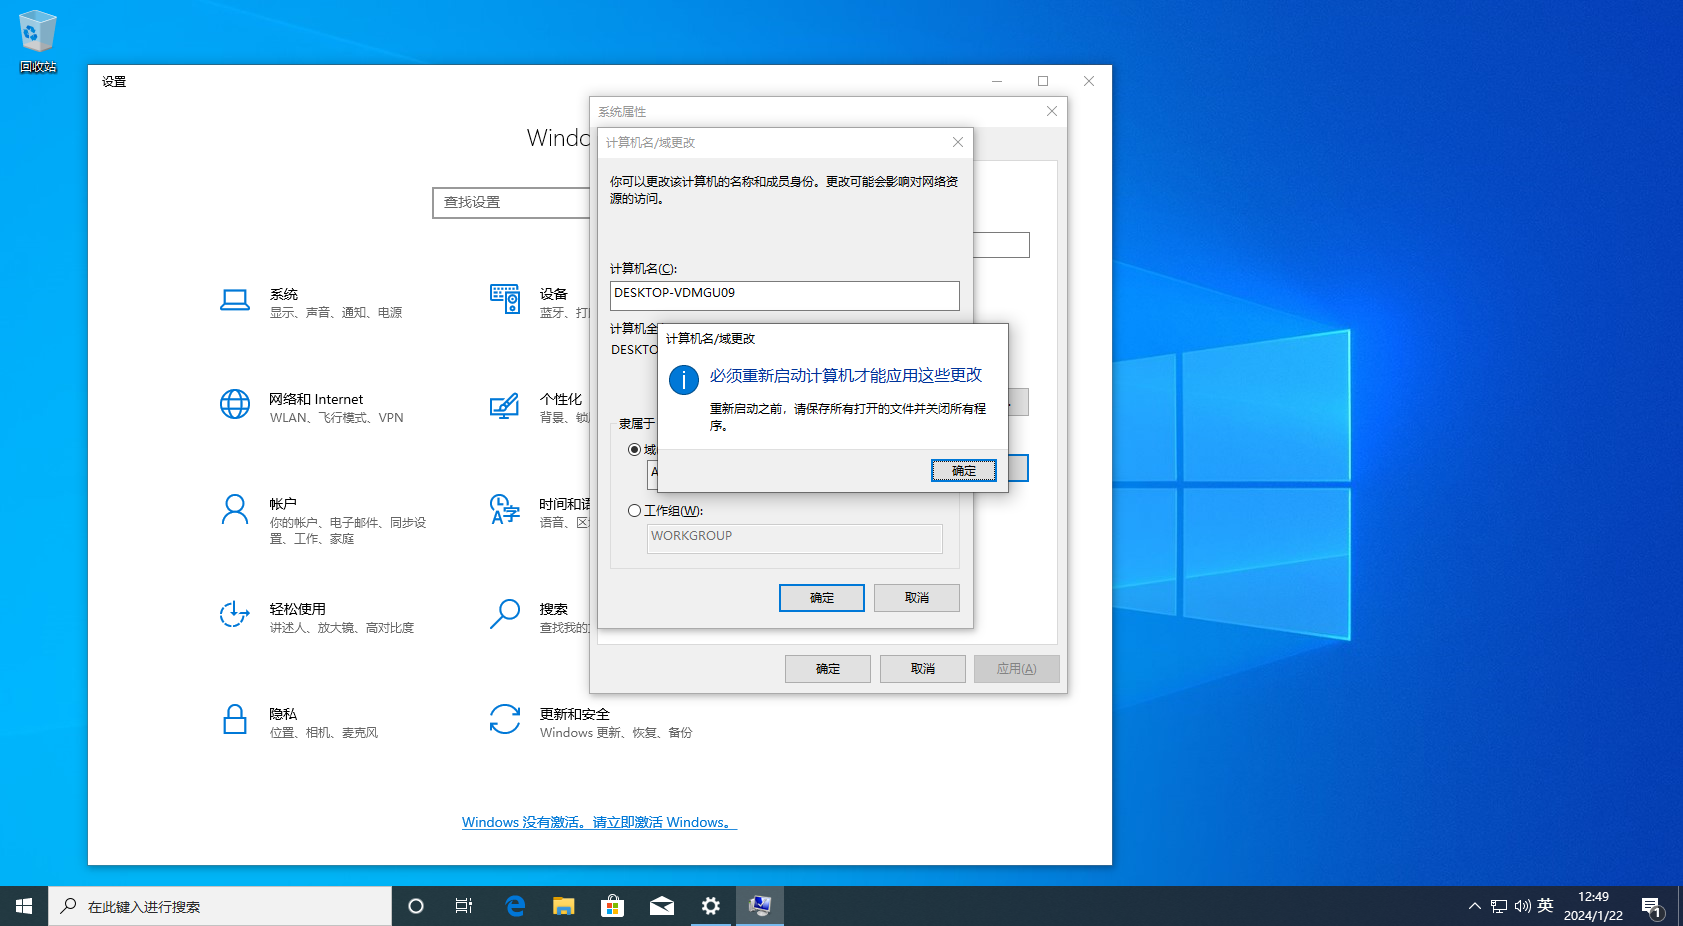 回收站
设置
系统属性
Windo
计算机名/域更改
你可以更改该计算机的名称和成员身份。更改可能会影响对网络资
源的访问。
查找设置
计算机名(C):
DESKTOP-VDMGU09
系统
显示、声音、通知、电源
设备
蓝牙、打
计算机全
DESKTO
计算机名/域更改
必须重新启动计算机才能应用这些更改
重新启动之前，请保存所有打开的文件并关闭所有程
序。
确定
网络和 Internet
WLAN、飞行模式、VPN
个性化
背景、锁
隶属于
域
A
工作组(W):
WORKGROUP
帐户
你的帐户、电子邮件、同步设
置、工作、家庭
时间和语
语音、区
确定
取消
轻松使用
讲述人、放大镜、高对比度
搜索
查找我的
确定
取消
应用(A)
隐私
位置、相机、麦克风
更新和安全
Windows 更新、恢复、备份
Windows 没有激活。请立即激活 Windows。
在此键入进行搜索
英
12:49
2024/1/22
1